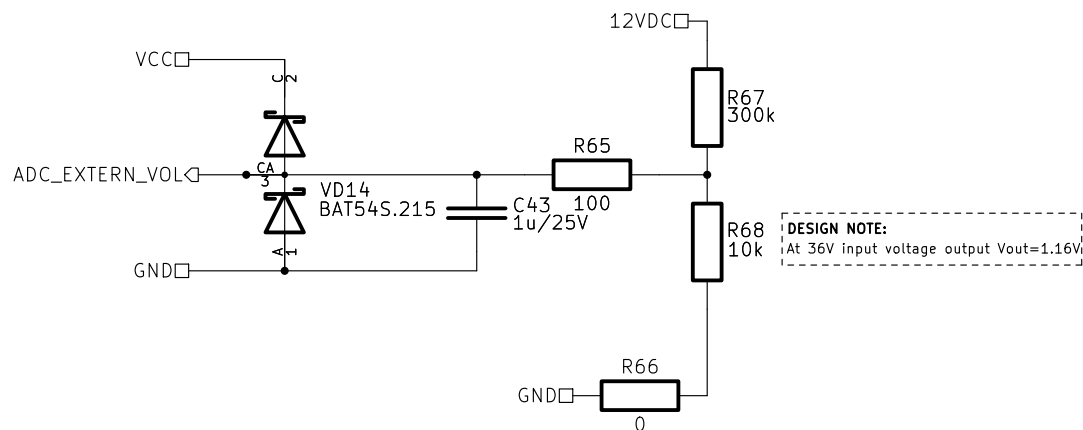 12VDC
VCC
C
2
R67
300k
R65
ADC_EXTERN_VOL
CA
3
VD14
BAT54S.215
100
C43
1u/25V
R68
10k
DESIGN NOTE:
At 36V input voltage output Vout=1.16V
A
1
GND
R66
GND
0